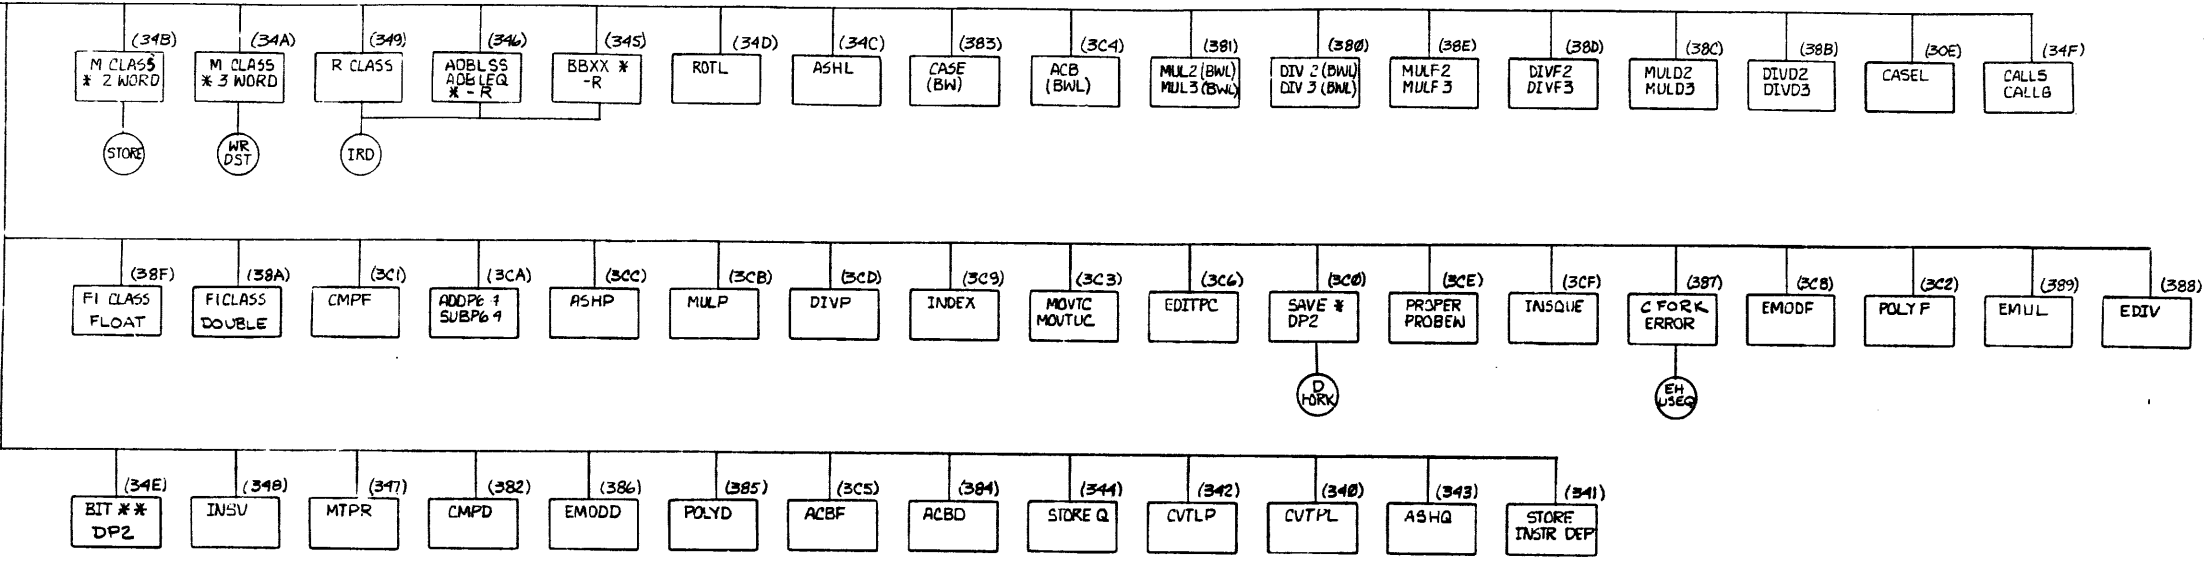 (34B) (34A) (349) (346) (345) (34D) (34C) (383) (3C4) (381) (380) (38E) (38D) (38C) (38B) (30E) (34F)
M CLASS
* 2 WORD
M CLASS
* 3 WORD
R CLASS
AOBLSS
AOBLEQ
* - R
BBXX *
-R
ROTL
ASHL
CASE
(BW)
ACB
(BWL)
MUL2 (BWL)
MUL3 (BWL)
DIV 2 (BWL)
DIV 3 (BWL)
MULF2
MULF3
DIVF2
DIVF3
MULD2
MULD3
DIVD2
DIVD3
CASEL
CALLS
CALLG
STORE
WR
DST
IRD
(38F) (38A) (3C1) (3CA) (3CC) (3CB) (3CD) (3C9) (3C3) (3C6) (3C0) (3CE) (3CF) (387) (3C8) (3C2) (389) (388)
FI CLASS
FLOAT
FI CLASS
DOUBLE
CMPF
ADDP6 4
SUBP6 4
ASHP
MULP
DIVP
INDEX
MOVTC
MOVTUC
EDITPC
SAVE *
DP2
PROPER
PROBEW
INSQUE
C FORK
ERROR
EMODF
POLYF
EMUL
EDIV
D
FORK
EH
USEQ
(34E) (348) (347) (382) (386) (385) (3C5) (384) (344) (342) (340) (343) (341)
BIT * *
DP2
INSV
MTPR
CMPD
EMODD
POLYD
ACBF
ACBD
STORE Q
CVTLP
CVTPL
ASHQ
STORE
INSTR DEP